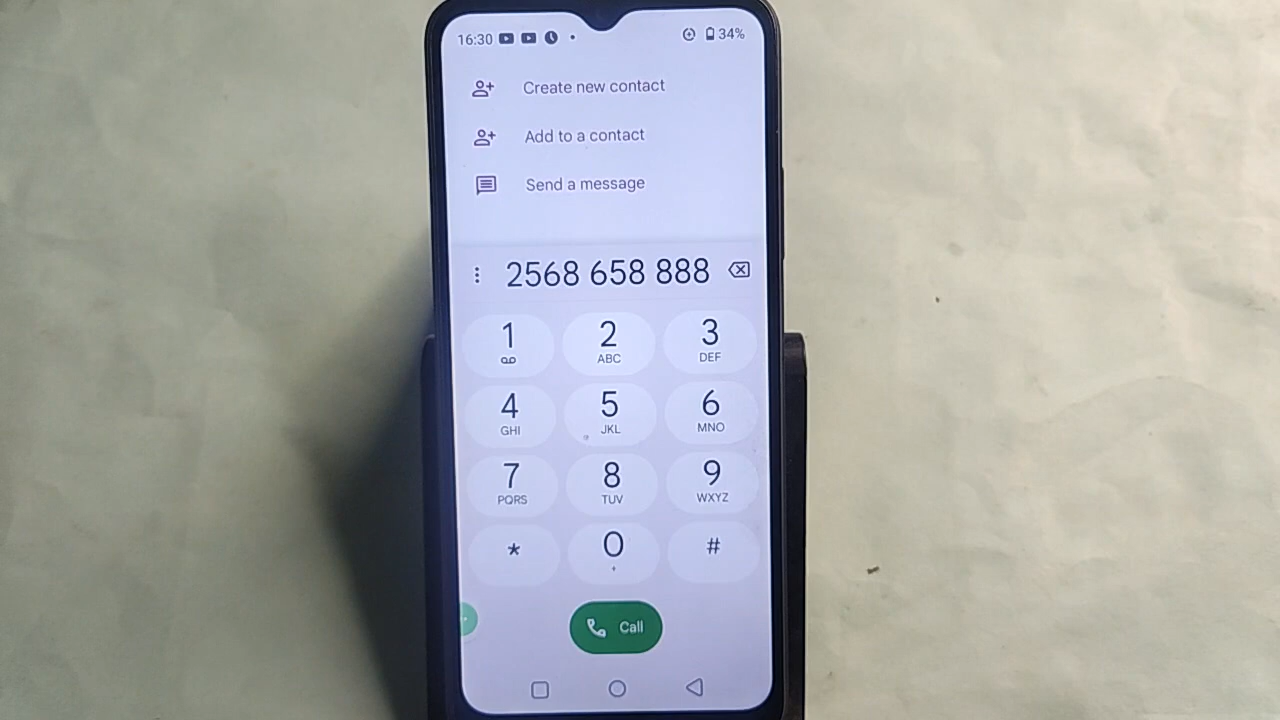 16:30 34%
Create new contact
Add to a contact
Send a message
2568 658 888
1 2 3
ABC DEF
4 5 6
GHI JKL MNO
7 8 9
PQRS TUV WXYZ
* 0 #
+
Call